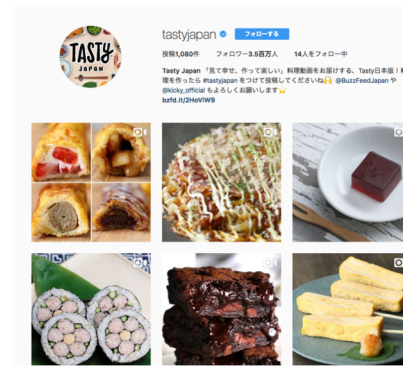 TASTY
JAPAN
tastyjapan
フォローする
投稿1,080件 フォロワー3.5百万人 14人をフォロー中
Tasty Japan 「見て幸せ、作って楽しい」料理動画をお届けする、Tasty日本版！料
理を作ったら #tastyjapan をつけて投稿してくださいね🙌 @BuzzFeedJapan や
@kicky_official もよろしくお願いします⭐
bzfd.it/2HoVlW9